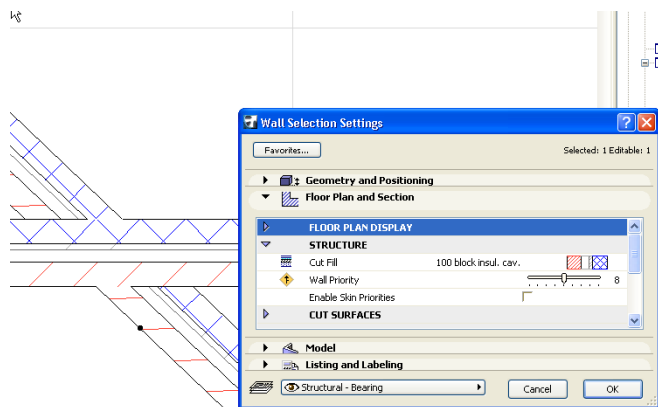 Wall Selection Settings
Favorites...
Selected: 1 Editable: 1
Geometry and Positioning
Floor Plan and Section
FLOOR PLAN DISPLAY
STRUCTURE
Cut Fill 100 block insul. cav.
Wall Priority 8
Enable Skin Priorities
CUT SURFACES
Model
Listing and Labeling
Structural - Bearing Cancel OK